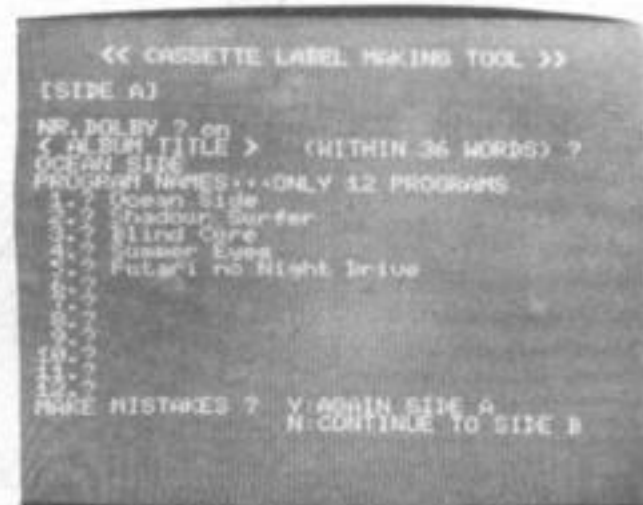 << CASSETTE LABEL MAKING TOOL >>
[SIDE A]
NR.DOLBY ? on
< ALBUM TITLE > (WITHIN 36 WORDS) ?
OCEAN SIDE
PROGRAM NAMES...ONLY 12 PROGRAMS
1.? Ocean Side
2.? Shadour Surfer
3.? Blind Cure
4.? Summer Eyes
5.? Futari no Night Drive
6.?
7.?
8.?
9.?
10.?
11.?
12.?
MAKE MISTAKES ? Y:AGAIN SIDE A
N:CONTINUE TO SIDE B